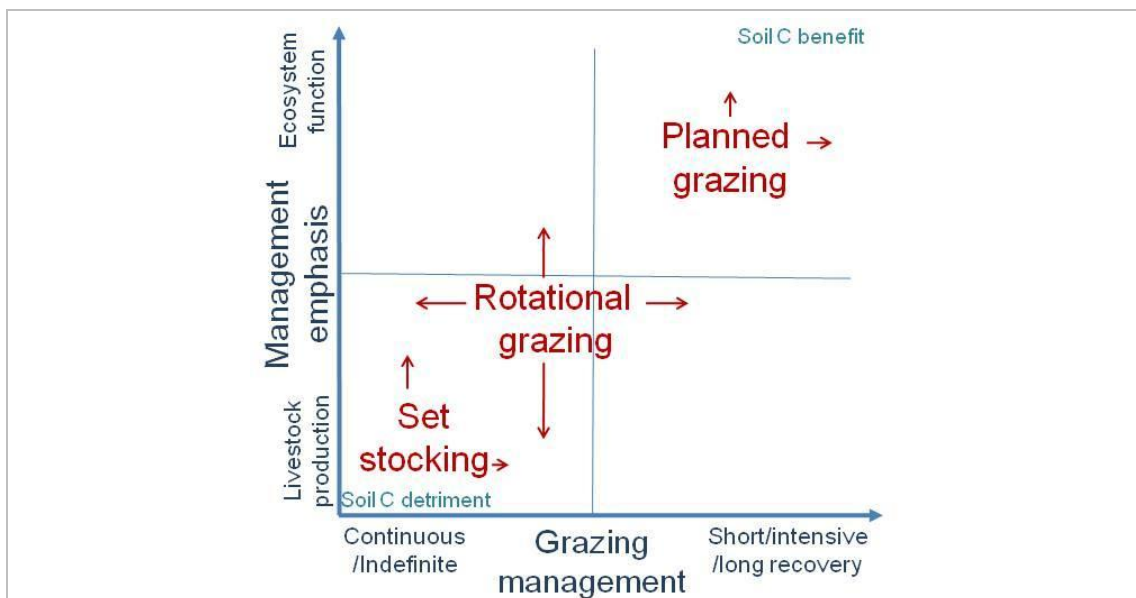 Soil C benefit
Ecosystem
function
Planned
grazing
Management
emphasis
Rotational
grazing
Set
stocking
Livestock
production
Soil C detriment
Continuous
/Indefinite
Grazing
management
Short/intensive
/long recovery